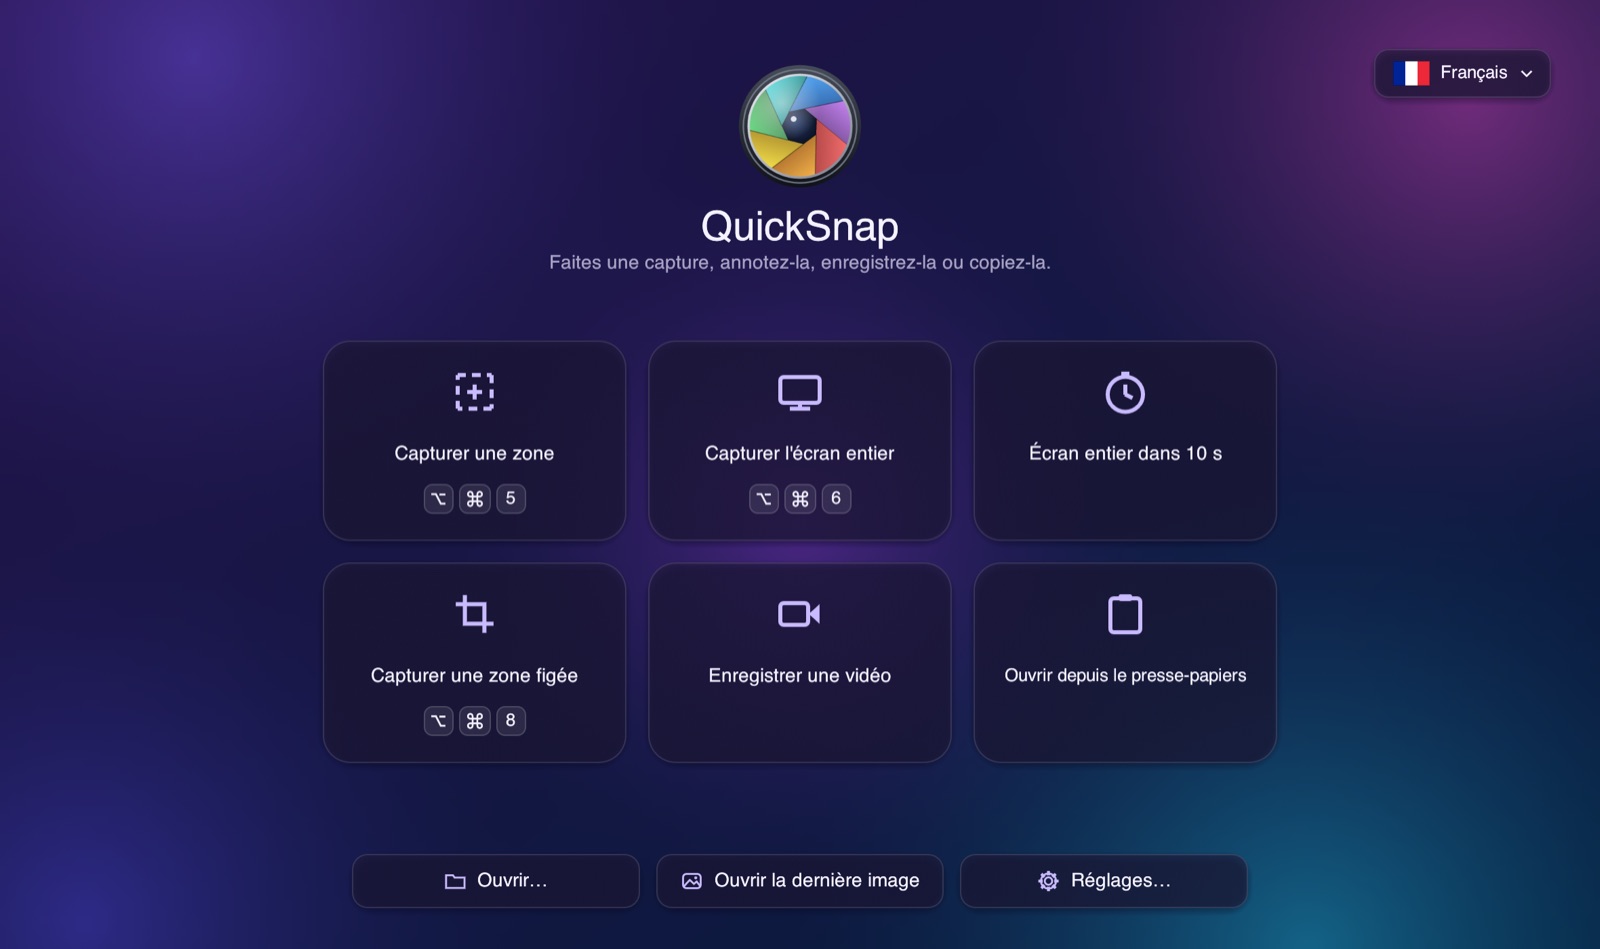 Français
QuickSnap
Faites une capture, annotez-la, enregistrez-la ou copiez-la.
Capturer une zone
⌥ ⌘ 5
Capturer l'écran entier
⌥ ⌘ 6
Écran entier dans 10 s
Capturer une zone figée
⌥ ⌘ 8
Enregistrer une vidéo
Ouvrir depuis le presse-papiers
Ouvrir…
Ouvrir la dernière image
Réglages…